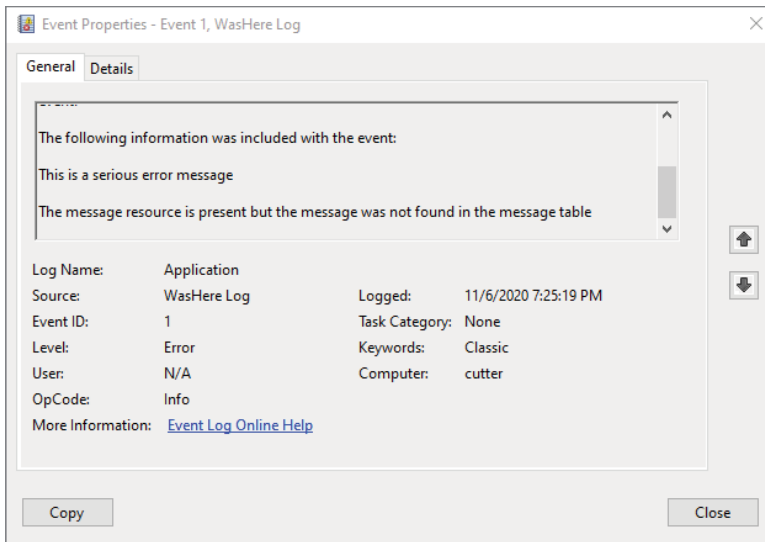 Event Properties - Event 1, WasHere Log
General Details
The following information was included with the event:
This is a serious error message
The message resource is present but the message was not found in the message table
Log Name: Application
Source: WasHere Log Logged: 11/6/2020 7:25:19 PM
Event ID: 1 Task Category: None
Level: Error Keywords: Classic
User: N/A Computer: cutter
OpCode: Info
More Information: Event Log Online Help
Copy Close